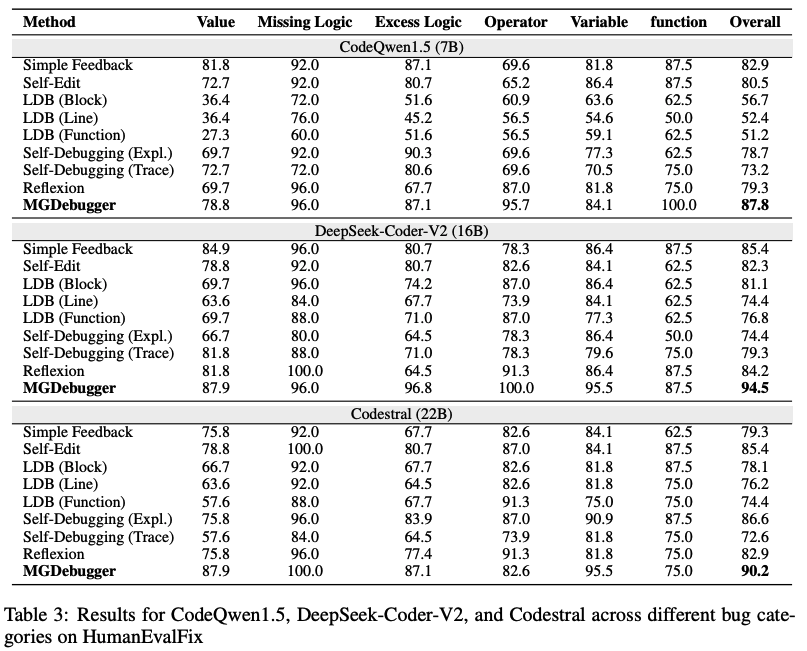 Method Value Missing Logic Excess Logic Operator Variable function Overall
CodeQwen1.5 (7B)
Simple Feedback 81.8 92.0 87.1 69.6 81.8 87.5 82.9
Self-Edit 72.7 92.0 80.7 65.2 86.4 87.5 80.5
LDB (Block) 36.4 72.0 51.6 60.9 63.6 62.5 56.7
LDB (Line) 36.4 76.0 45.2 56.5 54.6 50.0 52.4
LDB (Function) 27.3 60.0 51.6 56.5 59.1 62.5 51.2
Self-Debugging (Expl.) 69.7 92.0 90.3 69.6 77.3 62.5 78.7
Self-Debugging (Trace) 72.7 72.0 80.6 69.6 70.5 75.0 73.2
Reflexion 69.7 96.0 67.7 87.0 81.8 75.0 79.3
MGDebugger 78.8 96.0 87.1 95.7 84.1 100.0 87.8
DeepSeek-Coder-V2 (16B)
Simple Feedback 84.9 96.0 80.7 78.3 86.4 87.5 85.4
Self-Edit 78.8 92.0 80.7 82.6 84.1 62.5 82.3
LDB (Block) 69.7 96.0 74.2 87.0 86.4 62.5 81.1
LDB (Line) 63.6 84.0 67.7 73.9 84.1 62.5 74.4
LDB (Function) 69.7 88.0 71.0 87.0 77.3 62.5 76.8
Self-Debugging (Expl.) 66.7 80.0 64.5 78.3 86.4 50.0 74.4
Self-Debugging (Trace) 81.8 88.0 71.0 78.3 79.6 75.0 79.3
Reflexion 81.8 100.0 64.5 91.3 86.4 87.5 84.2
MGDebugger 87.9 96.0 96.8 100.0 95.5 87.5 94.5
Codestral (22B)
Simple Feedback 75.8 92.0 67.7 82.6 84.1 62.5 79.3
Self-Edit 78.8 100.0 80.7 87.0 84.1 87.5 85.4
LDB (Block) 66.7 92.0 67.7 82.6 81.8 87.5 78.1
LDB (Line) 63.6 92.0 64.5 82.6 81.8 75.0 76.2
LDB (Function) 57.6 88.0 67.7 91.3 75.0 75.0 74.4
Self-Debugging (Expl.) 75.8 96.0 83.9 87.0 90.9 87.5 86.6
Self-Debugging (Trace) 57.6 84.0 64.5 73.9 81.8 75.0 72.6
Reflexion 75.8 96.0 77.4 91.3 81.8 75.0 82.9
MGDebugger 87.9 100.0 87.1 82.6 95.5 75.0 90.2
Table 3: Results for CodeQwen1.5, DeepSeek-Coder-V2, and Codestral across different bug cate-
gories on HumanEvalFix